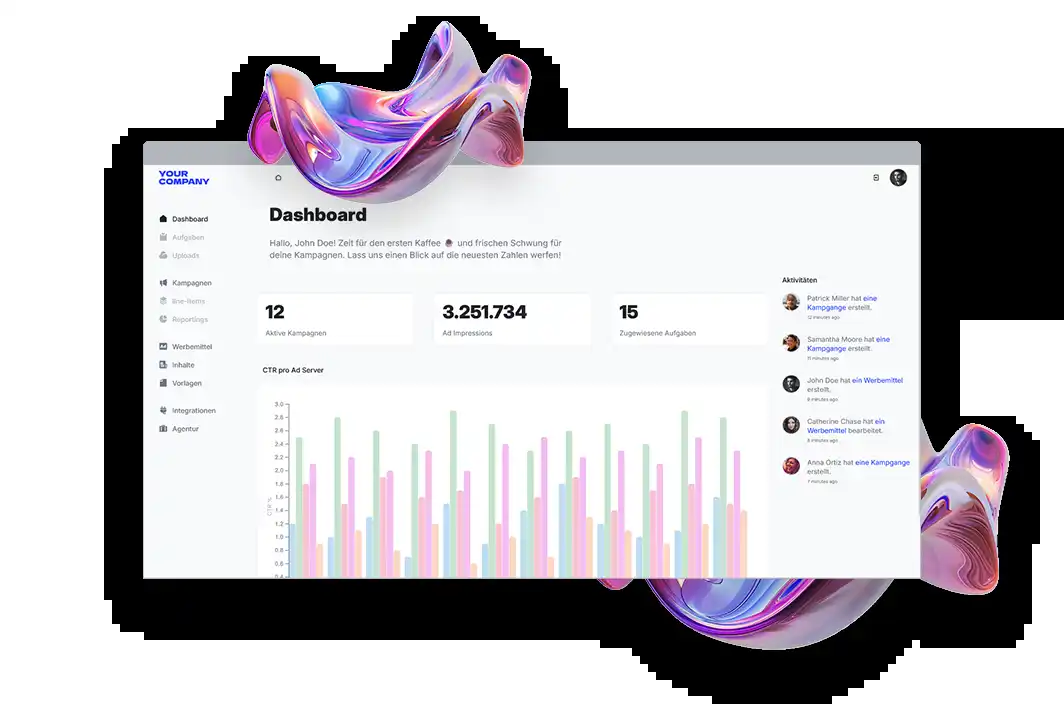 YOUR
COMPANY
Dashboard
Aufgaben
Uploads
Kampagnen
line-items
Reportings
Werbemittel
Inhalte
Vorlagen
Integrationen
Agentur
Dashboard
Hallo, John Doe! Zeit für den ersten Kaffee ☕ und frischen Schwung für
deine Kampagnen. Lass uns einen Blick auf die neuesten Zahlen werfen!
12
Aktive Kampagnen
3.251.734
Ad Impressions
15
Zugewiesene Aufgaben
CTR pro Ad Server
3.0
2.8
2.6
2.4
2.2
2.0
1.8
1.6
1.4
1.2
1.0
0.8
0.6
0.4
CTR %
Aktivitäten
Patrick Miller hat eine
Kampgange erstellt.
12 minutes ago
Samantha Moore hat eine
Kampgange erstellt.
11 minutes ago
John Doe hat ein Werbemittel
erstellt.
9 minutes ago
Catherine Chase hat ein
Werbemittel bearbeitet.
8 minutes ago
Anna Ortiz hat eine Kampgange
erstellt.
7 minutes ago